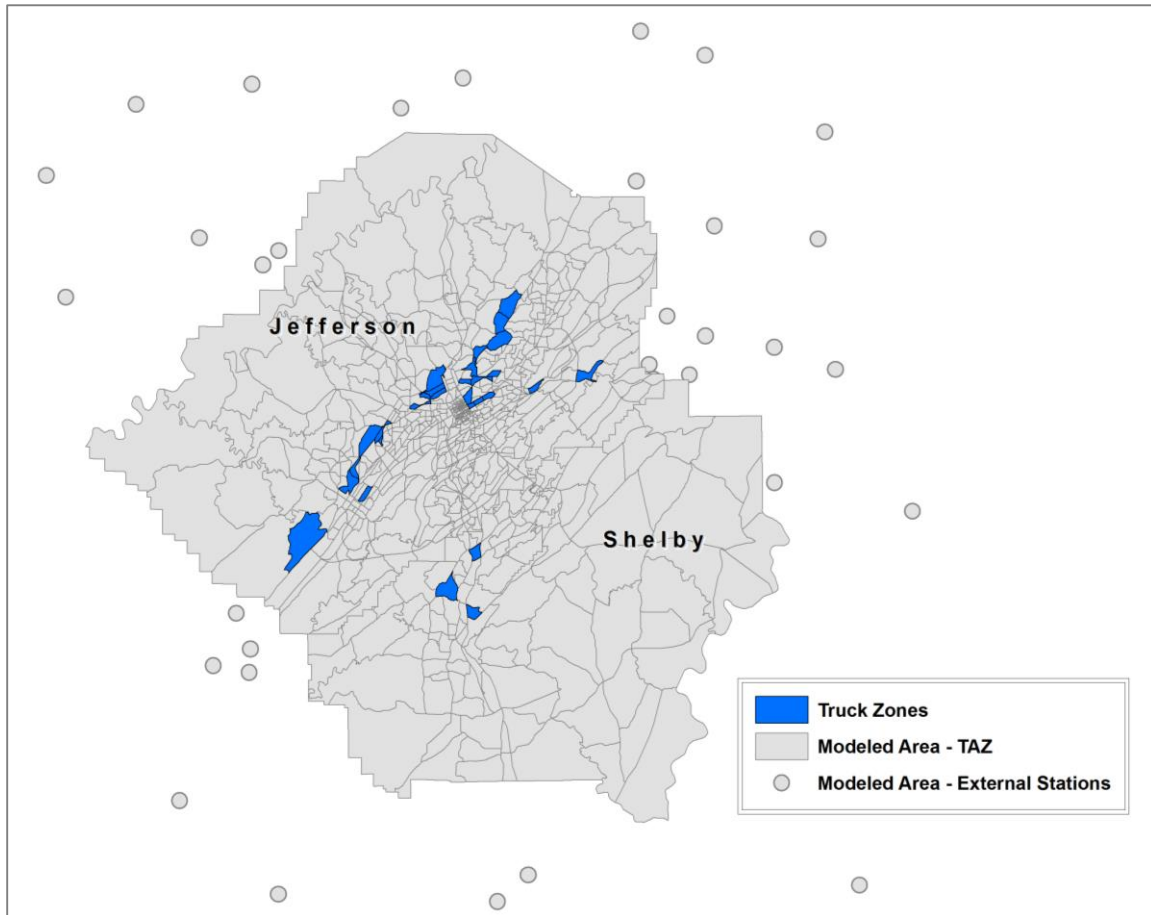 Jefferson
Shelby
Truck Zones
Modeled Area - TAZ
Modeled Area - External Stations